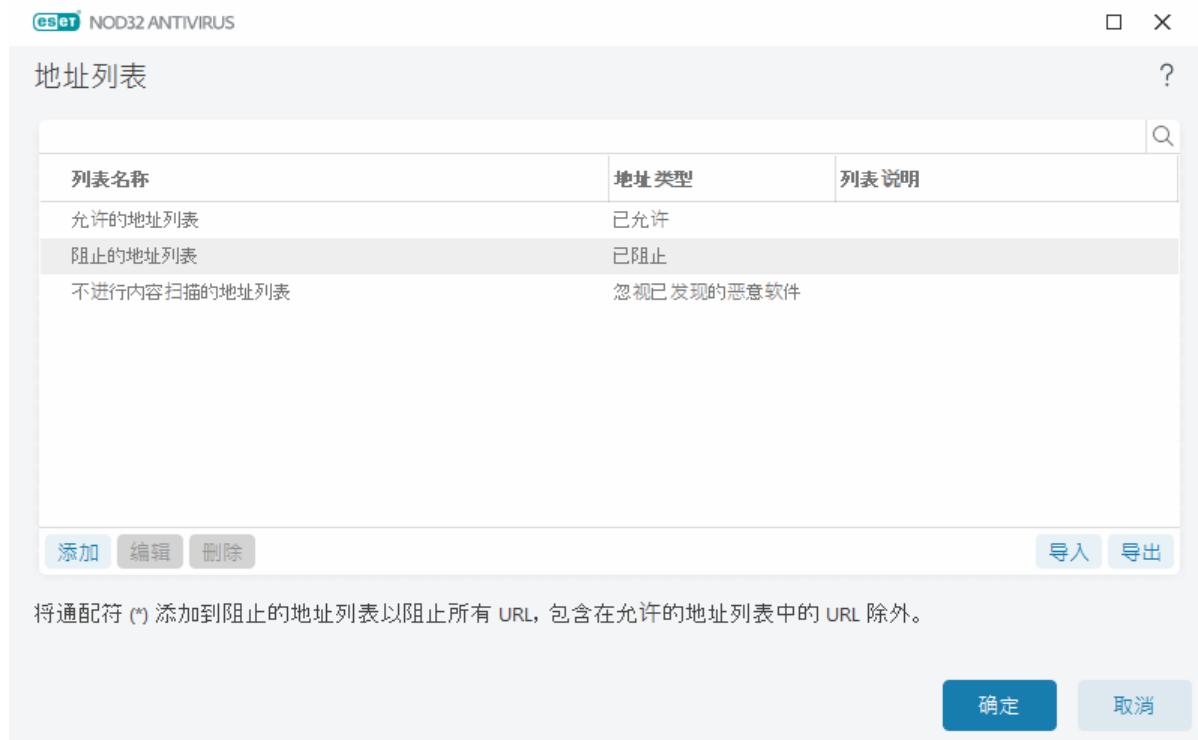 eset NOD32 ANTIVIRUS
地址列表 ?
列表名称 地址类型 列表说明
允许的地址列表 已允许
阻止的地址列表 已阻止
不进行内容扫描的地址列表 忽视已发现的恶意软件
添加 编辑 删除 导入 导出
将通配符 (*) 添加到阻止的地址列表以阻止所有 URL, 包含在允许的地址列表中的 URL 除外。
确定 取消